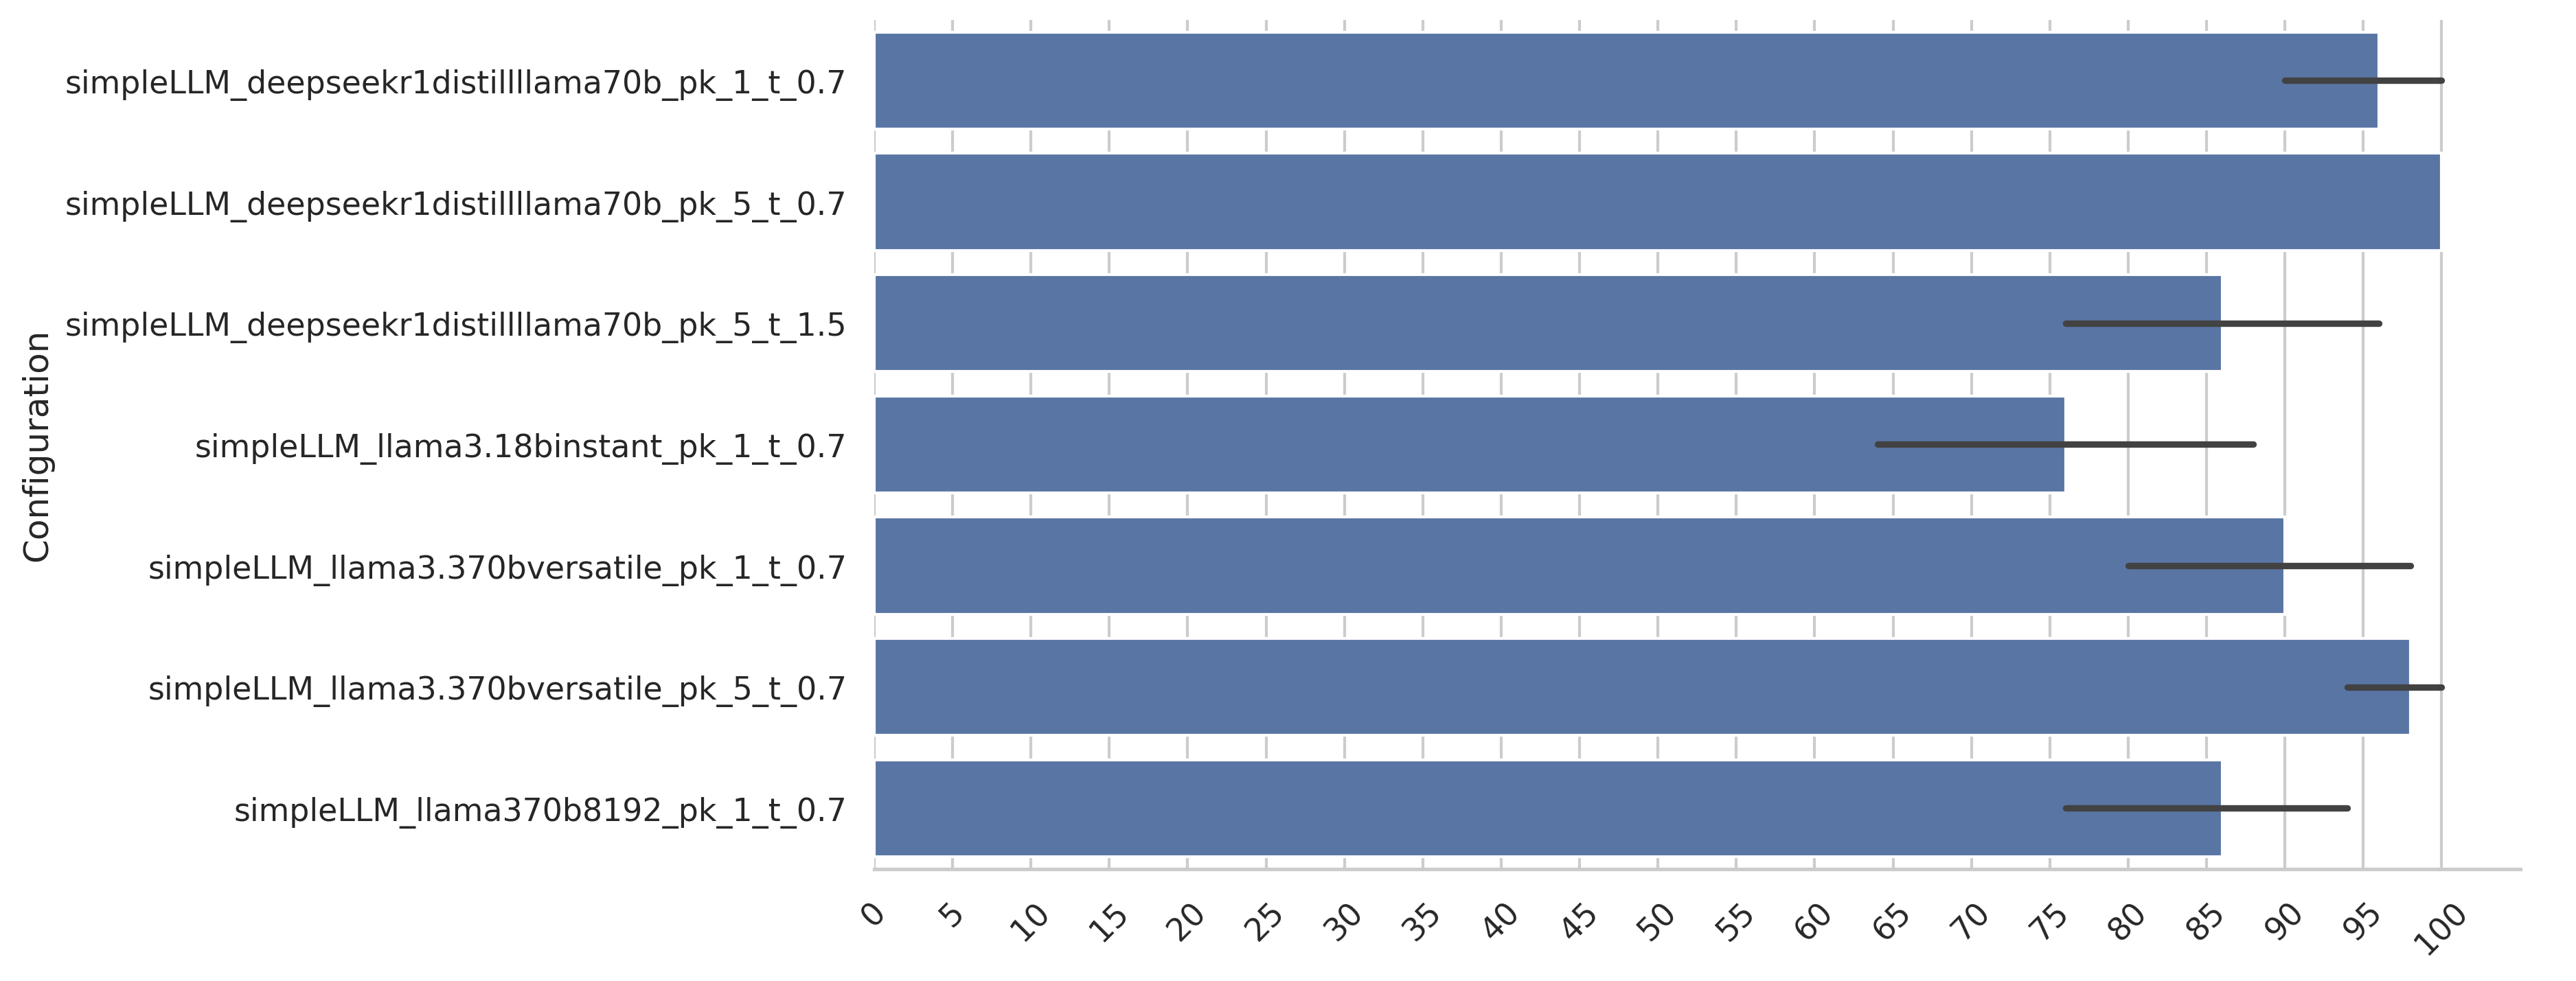 simpleLLM_deepseekr1distillllama70b_pk_1_t_0.7
simpleLLM_deepseekr1distillllama70b_pk_5_t_0.7
simpleLLM_deepseekr1distillllama70b_pk_5_t_1.5
simpleLLM_llama3.18binstant_pk_1_t_0.7
simpleLLM_llama3.370bversatile_pk_1_t_0.7
simpleLLM_llama3.370bversatile_pk_5_t_0.7
simpleLLM_llama370b8192_pk_1_t_0.7
Configuration
0 5 10 15 20 25 30 35 40 45 50 55 60 65 70 75 80 85 90 95 100